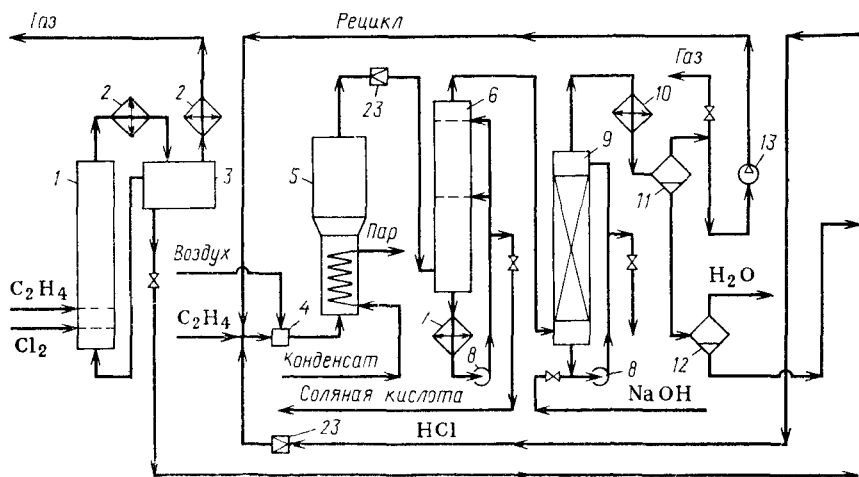 Газ
Рецикл
Газ
2
2
23
6
10
1
3
5
9
13
11
Пар
Воздух
C₂H₄
Cl₂
C₂H₄
4
H₂O
Конденсат
7
8
8
12
Соляная кислота
NaOH
23
HCl